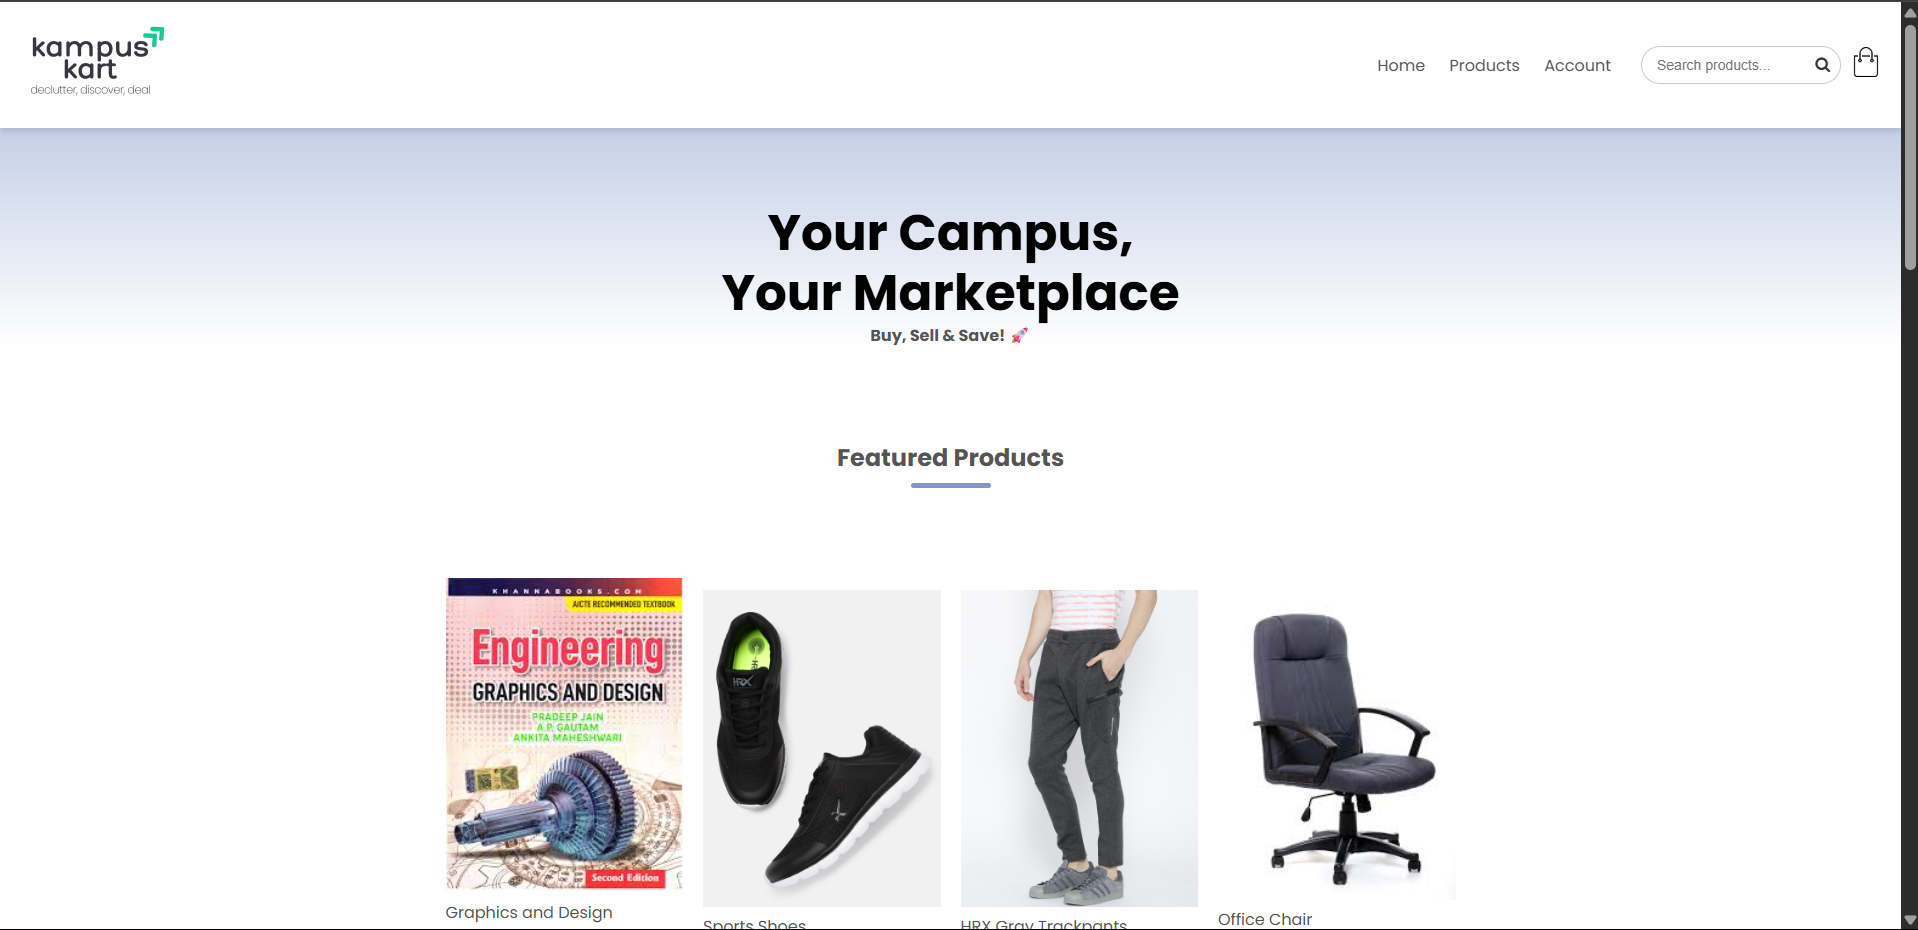 kampus
kart
declutter, discover, deal
Home
Products
Account
Search products...
Your Campus,
Your Marketplace
Buy, Sell & Save! 🚀
Featured Products
KHANNABOOKS.COM
AICTE RECOMMENDED TEXTBOOK
Engineering
GRAPHICS AND DESIGN
PRADEEP JAIN
A.P. GAUTAM
ANKITA MAHESHWARI
Second Edition
HRX
Graphics and Design
Sports Shoes
HRX Gray Trackpants
Office Chair